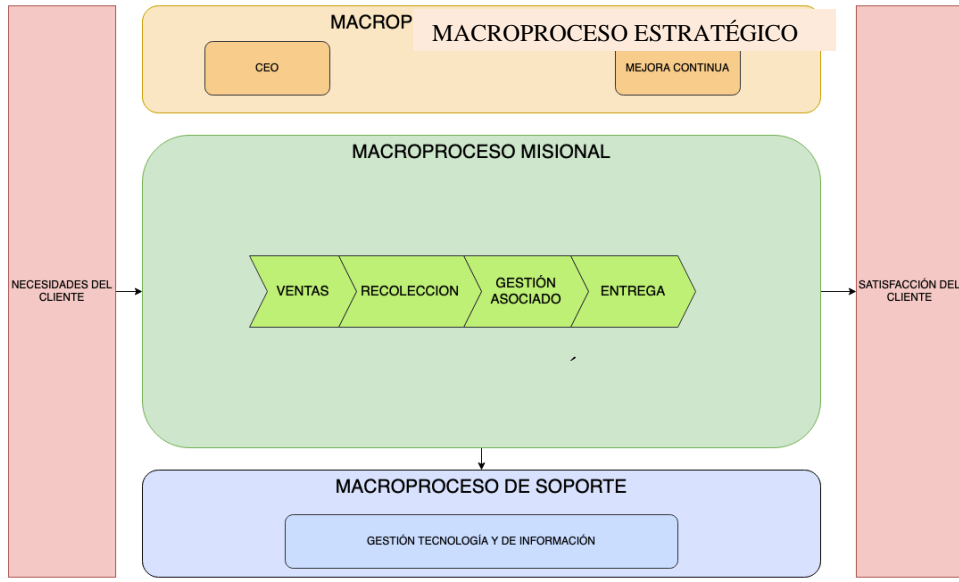 MACROP
MACROPROCESO ESTRATÉGICO
CEO
MEJORA CONTINUA
MACROPROCESO MISIONAL
NECESIDADES DEL
CLIENTE
VENTAS
RECOLECCION
GESTIÓN
ASOCIADO
ENTREGA
SATISFACCIÓN DEL
CLIENTE
MACROPROCESO DE SOPORTE
GESTIÓN TECNOLOGÍA Y DE INFORMACIÓN